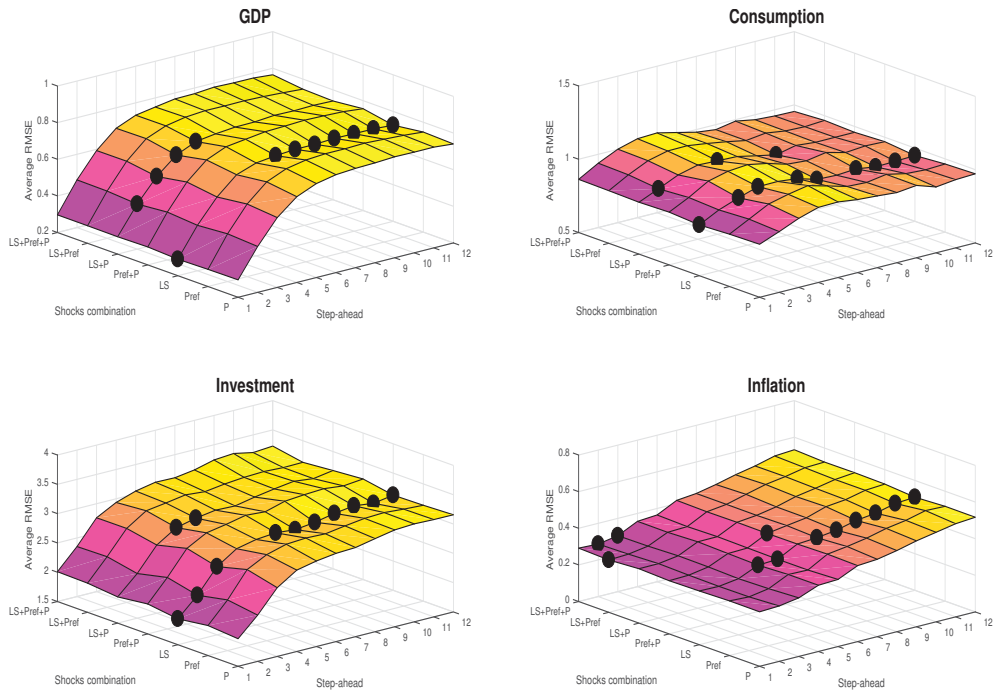 GDP
1
0.8
0.6
0.4
0.2
Average RMSE
LS+Pref+P
LS+Pref
LS+P
Pref+P
LS
Pref
P
Shocks combination
1 2 3 4 5 6 7 8 9 10 11 12
Step-ahead
Consumption
1.5
1
0.5
Average RMSE
LS+Pref+P
LS+Pref
LS+P
Pref+P
LS
Pref
P
Shocks combination
1 2 3 4 5 6 7 8 9 10 11 12
Step-ahead
Investment
4
3.5
3
2.5
2
1.5
Average RMSE
LS+Pref+P
LS+Pref
LS+P
Pref+P
LS
Pref
P
Shocks combination
1 2 3 4 5 6 7 8 9 10 11 12
Step-ahead
Inflation
0.8
0.6
0.4
0.2
0
Average RMSE
LS+Pref+P
LS+Pref
LS+P
Pref+P
LS
Pref
P
Shocks combination
1 2 3 4 5 6 7 8 9 10 11 12
Step-ahead